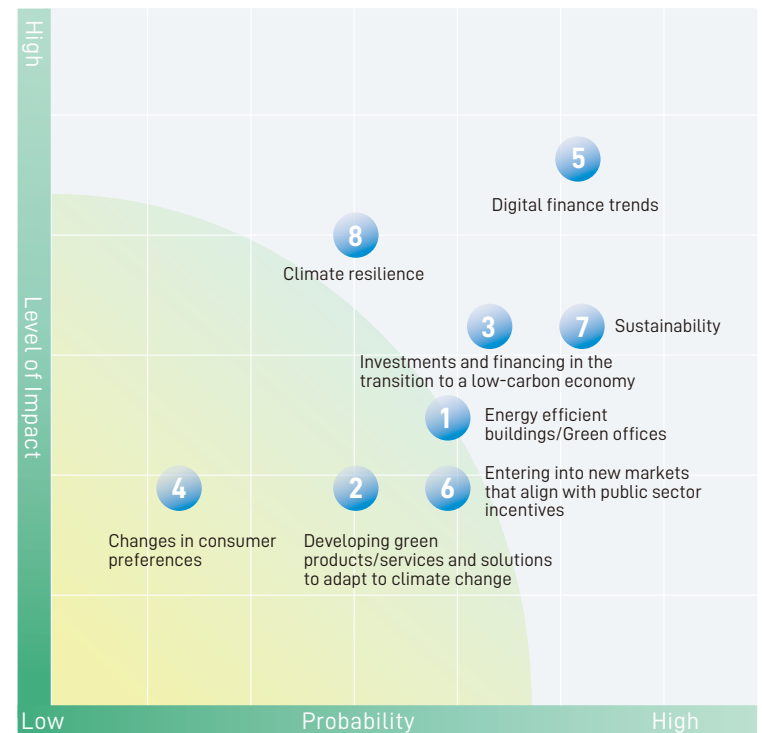 High
Level of Impact
5
Digital finance trends
8
Climate resilience
3
7
Sustainability
Investments and financing in the
transition to a low-carbon economy
1
Energy efficient
buildings/Green offices
4
2
6
Entering into new markets
that align with public sector
incentives
Changes in consumer
preferences
Developing green
products/services and solutions
to adapt to climate change
Low
Probability
High